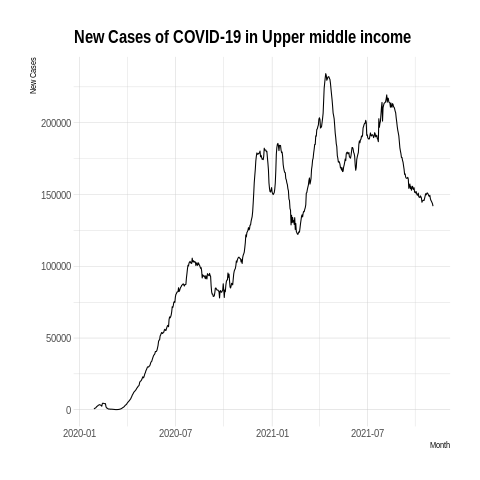 New Cases of COVID-19 in Upper middle income
New Cases
200000
150000
100000
50000
0
2020-01 2020-07 2021-01 2021-07
Month